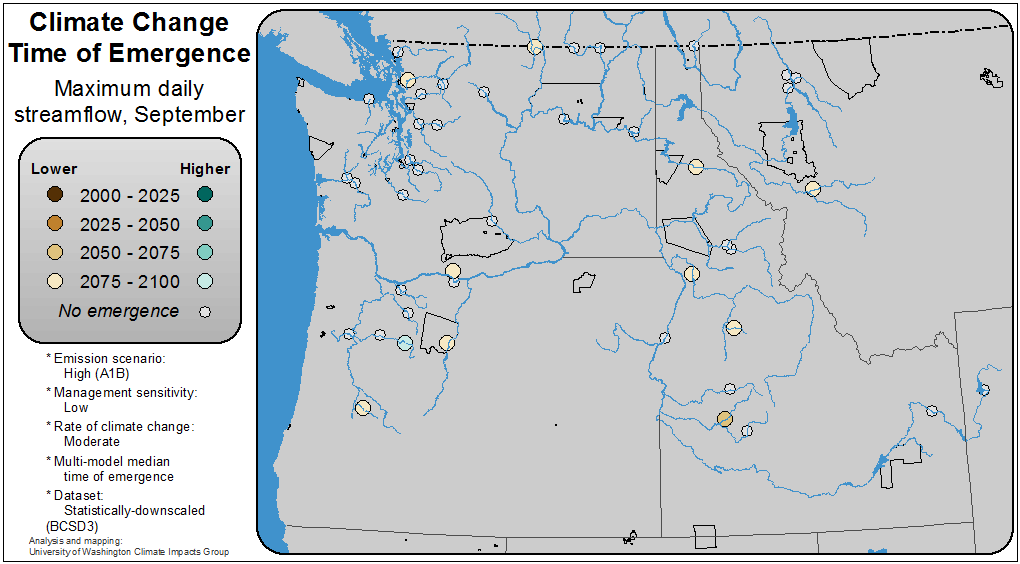 Climate Change
Time of Emergence
Maximum daily
streamflow, September
Lower Higher
2000 - 2025
2025 - 2050
2050 - 2075
2075 - 2100
No emergence
* Emission scenario:
High (A1B)
* Management sensitivity:
Low
* Rate of climate change:
Moderate
* Multi-model median
time of emergence
* Dataset:
Statistically-downscaled
(BCSD3)
Analysis and mapping:
University of Washington Climate Impacts Group